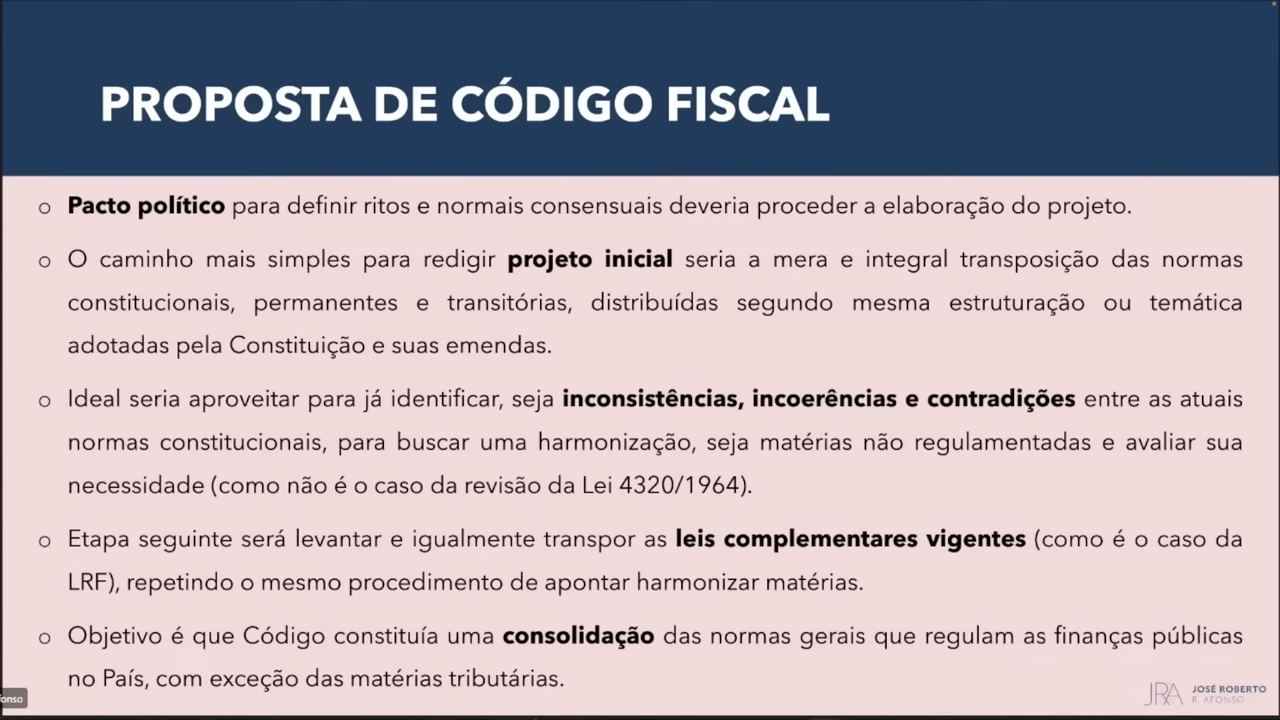 PROPOSTA DE CÓDIGO FISCAL
o Pacto político para definir ritos e normais consensuais deveria proceder a elaboração do projeto.
o O caminho mais simples para redigir projeto inicial seria a mera e integral transposição das normas
constitucionais, permanentes e transitórias, distribuídas segundo mesma estruturação ou temática
adotadas pela Constituição e suas emendas.
o Ideal seria aproveitar para já identificar, seja inconsistências, incoerências e contradições entre as atuais
normas constitucionais, para buscar uma harmonização, seja matérias não regulamentadas e avaliar sua
necessidade (como não é o caso da revisão da Lei 4320/1964).
o Etapa seguinte será levantar e igualmente transpor as leis complementares vigentes (como é o caso da
LRF), repetindo o mesmo procedimento de apontar harmonizar matérias.
o Objetivo é que Código constituía uma consolidação das normas gerais que regulam as finanças públicas
no País, com exceção das matérias tributárias.
fonso
JRA JOSÉ ROBERTO
R. AFONSO